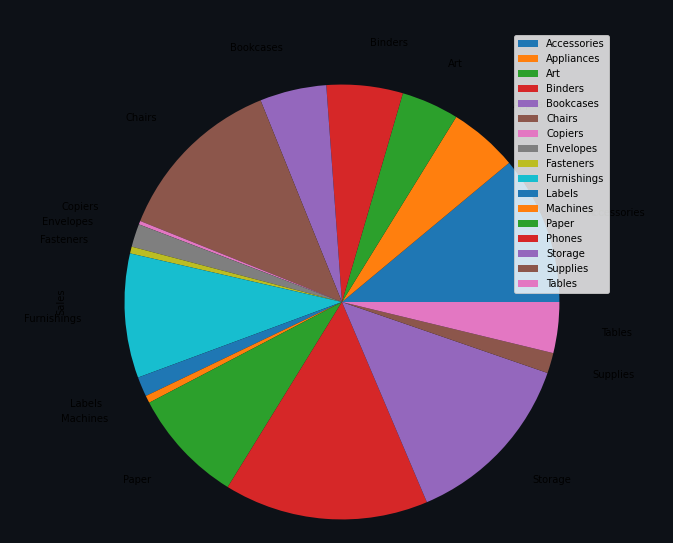 Binders
Bookcases
Art
Chairs
Copiers
Envelopes
Fasteners
Sales
Furnishings
Labels
Machines
Paper
Storage
Supplies
Tables
Accessories
Appliances
Art
Binders
Bookcases
Chairs
Copiers
Envelopes
Fasteners
Furnishings
Labels
Machines
Paper
Phones
Storage
Supplies
Tables